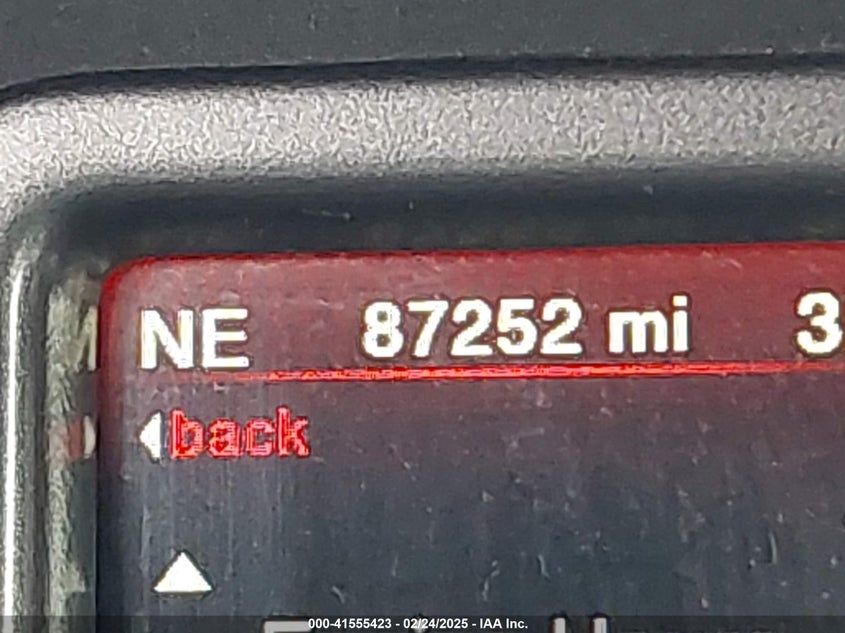 NE 87252 mi 3
back
000-41555423 - 02/24/2025 - IAA Inc.